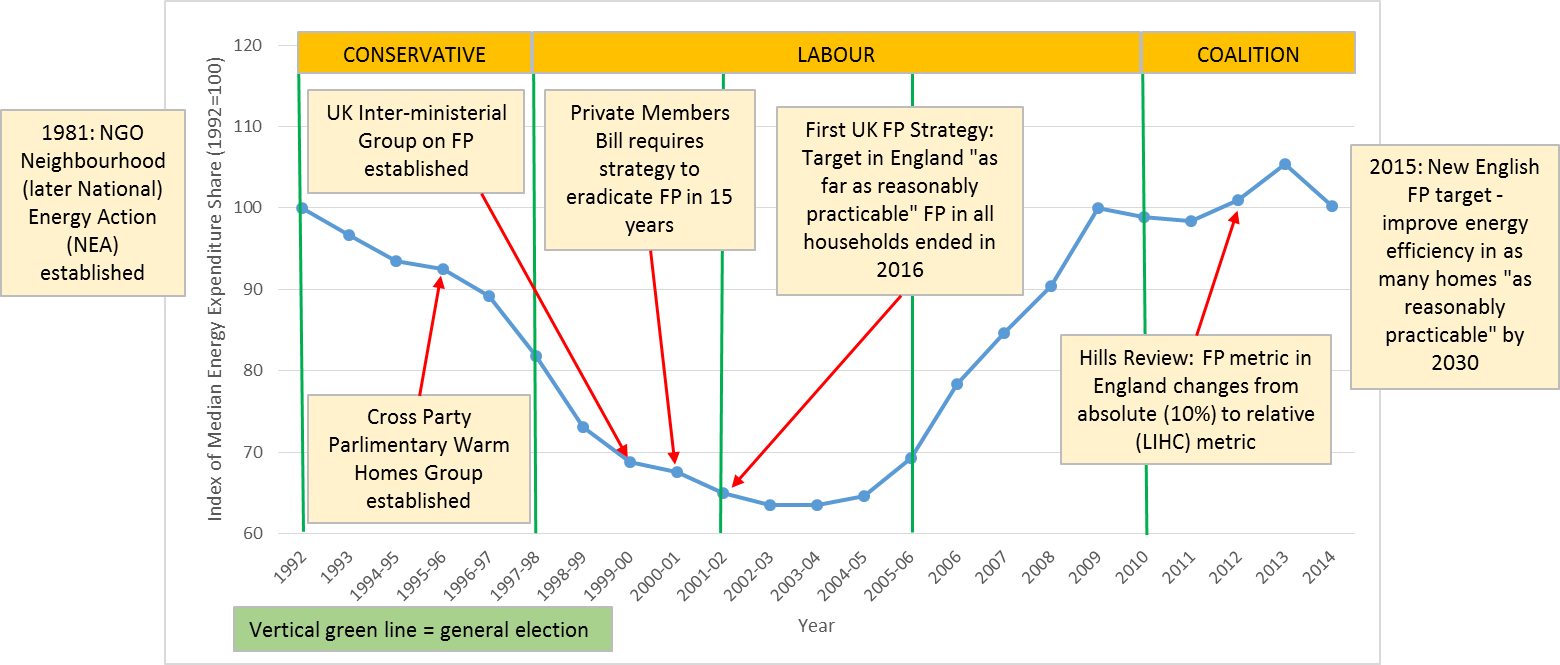 CONSERVATIVE
LABOUR
COALITION
1981: NGO
Neighbourhood
(later National)
Energy Action
(NEA)
established
UK Inter-ministerial
Group on FP
established
Private Members
Bill requires
strategy to
eradicate FP in 15
years
First UK FP Strategy:
Target in England "as
far as reasonably
practicable" FP in all
households ended in
2016
2015: New English
FP target -
improve energy
efficiency in as
many homes "as
reasonably
practicable" by
2030
Cross Party
Parlimentary Warm
Homes Group
established
Hills Review:  FP metric in
England changes from
absolute (10%) to relative
(LIHC) metric
Index of Median Energy Expenditure Share (1992=100)
120
110
100
90
80
70
60
1992
1993
1994-95
1995-96
1996-97
1997-98
1998-99
1999-00
2000-01
2001-02
2002-03
2003-04
2004-05
2005-06
2006
2007
2008
2009
2010
2011
2012
2013
2014
Year
Vertical green line = general election